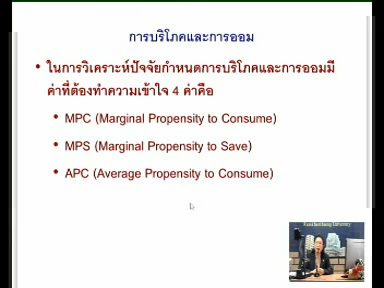 การบริโภคและการออม
• ในการวิเคราะห์ปัจจัยกำหนดการบริโภคและการออมมี
ค่าที่ต้องทำความเข้าใจ 4 ค่าคือ
• MPC (Marginal Propensity to Consume)
• MPS (Marginal Propensity to Save)
• APC (Average Propensity to Consume)